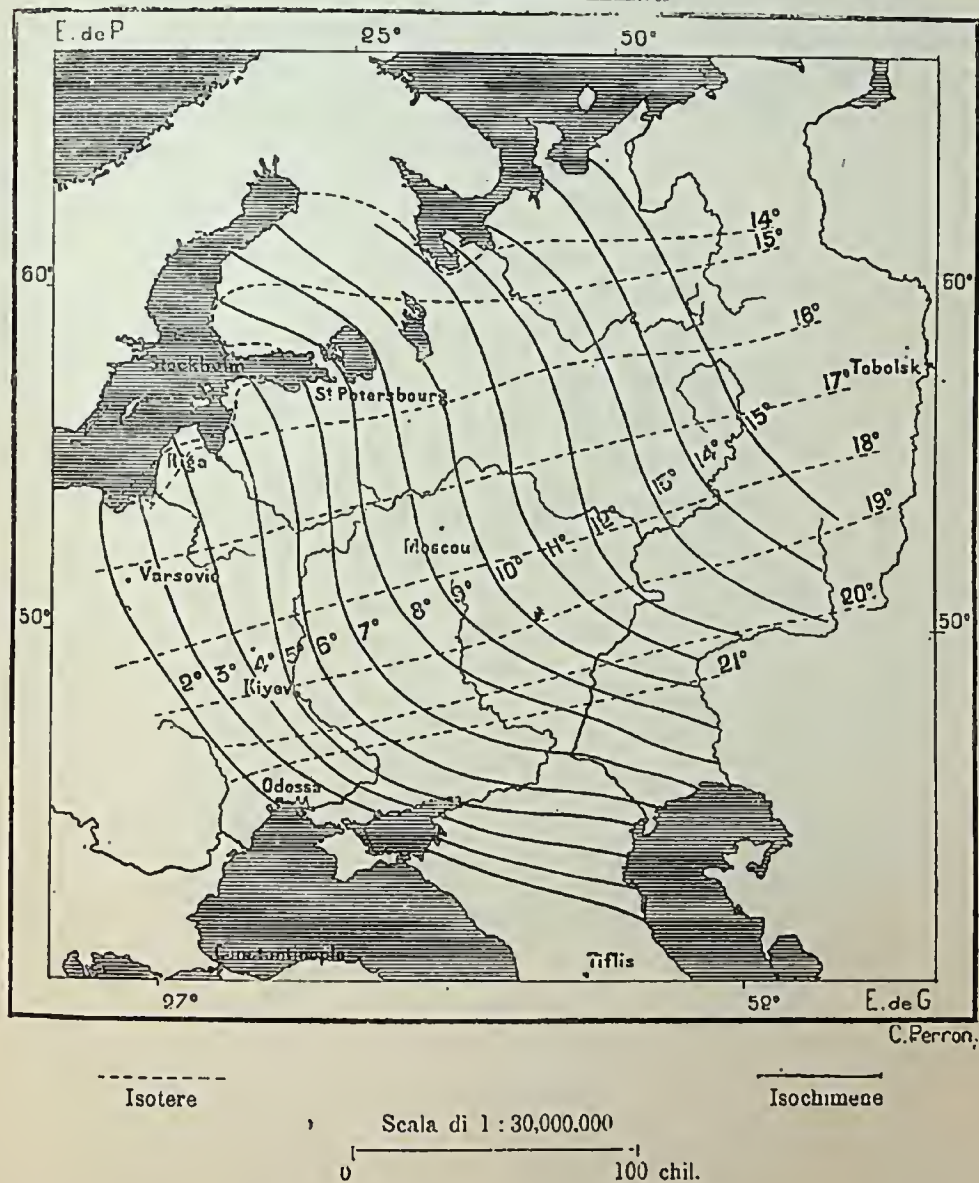 E. de P 25° 50°
14°
15°
60° 60°
16°
Stockholm Tobolsk
17°
St Petersbourg
15°
18°
Riga
14°
13°
19°
12°
Moscou 11°
10°
Varsovie 9°
20°
8°
50° 7° 50°
6°
5°
4° 21°
3°
2°
Kiyev
Odessa
Constantinople
Tiflis
27° 52° E. de G
C. Perron.
Isotere Isochimene
Scala di 1 : 30,000.000
0 100 chil.